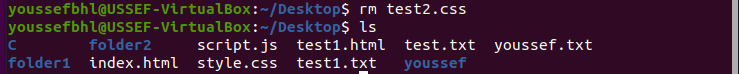 youssefbhl@USSEF-VirtualBox:~/Desktop$ rm test2.css
youssefbhl@USSEF-VirtualBox:~/Desktop$ ls
C        folder2     script.js  test1.html  test.txt  youssef.txt
folder1  index.html  style.css  test1.txt   youssef